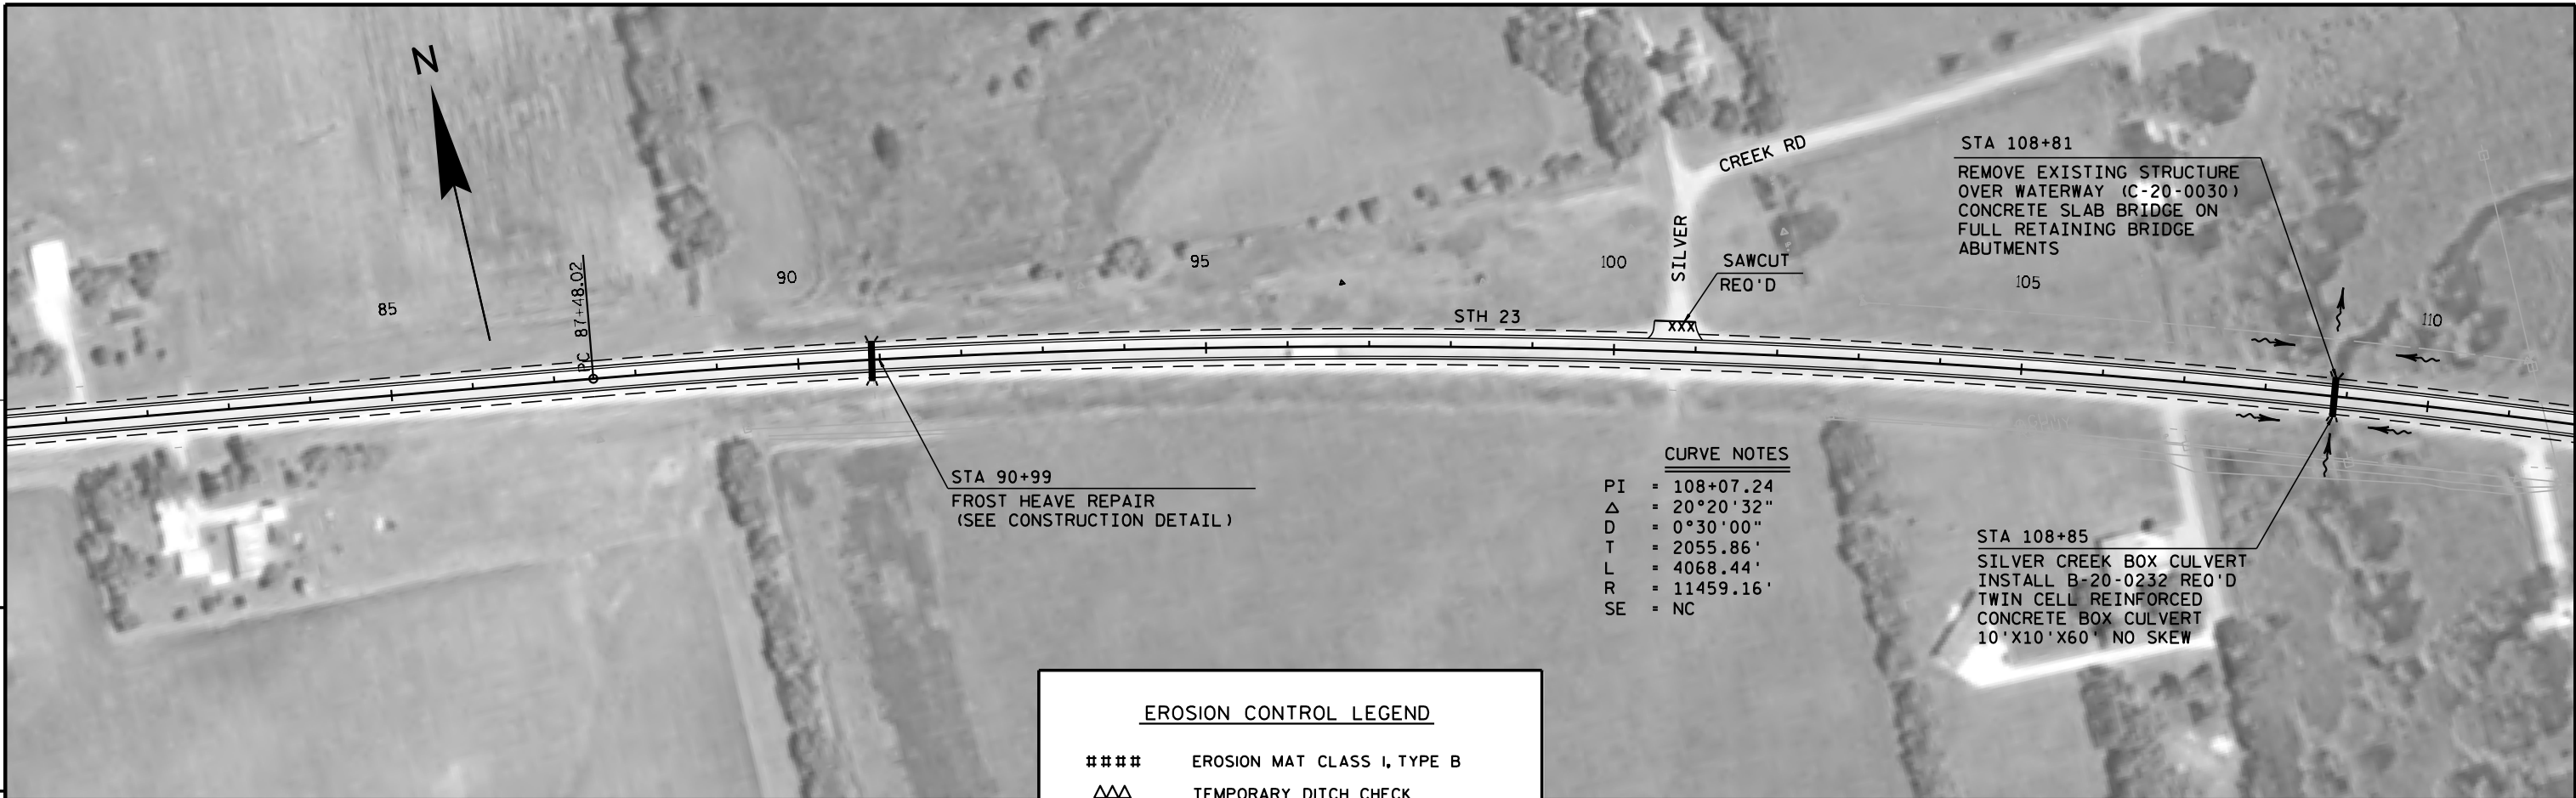 N
85
PC 87+48.02
90
95
100
105
110
STH 23
SILVER
CREEK RD
SAWCUT
REQ'D
STA 108+81
REMOVE EXISTING STRUCTURE
OVER WATERWAY (C-20-0030)
CONCRETE SLAB BRIDGE ON
FULL RETAINING BRIDGE
ABUTMENTS
XXX
STA 90+99
FROST HEAVE REPAIR
(SEE CONSTRUCTION DETAIL)
CURVE NOTES
PI = 108+07.24
△ = 20°20'32"
D = 0°30'00"
T = 2055.86'
L = 4068.44'
R = 11459.16'
SE = NC
STA 108+85
SILVER CREEK BOX CULVERT
INSTALL B-20-0232 REQ'D
TWIN CELL REINFORCED
CONCRETE BOX CULVERT
10'X10'X60' NO SKEW
EROSION CONTROL LEGEND
#### EROSION MAT CLASS I, TYPE B
TEMPORARY DITCH CHECK